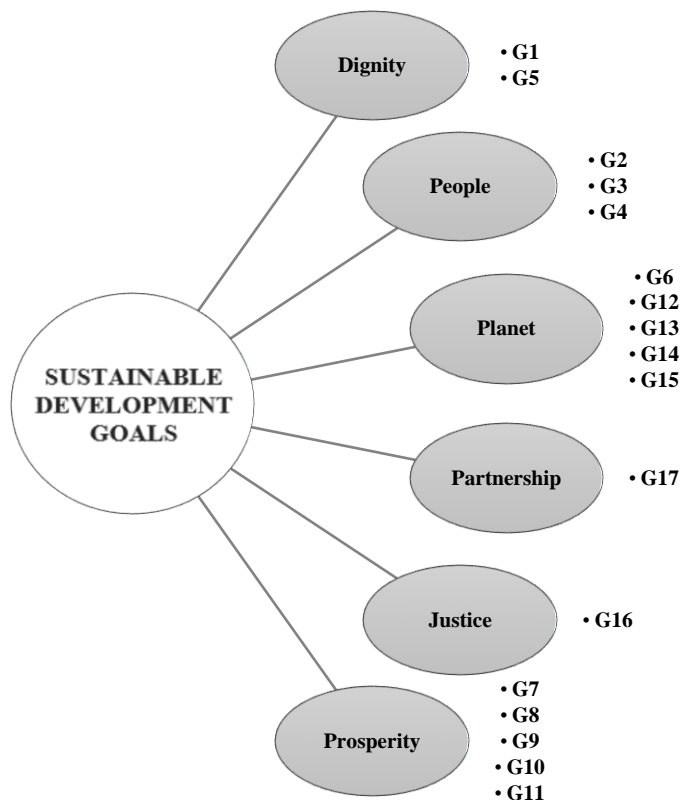 Dignity
• G1
• G5
People
• G2
• G3
• G4
Planet
• G6
• G12
• G13
• G14
• G15
SUSTAINABLE
DEVELOPMENT
GOALS
Partnership
• G17
Justice
• G16
Prosperity
• G7
• G8
• G9
• G10
• G11